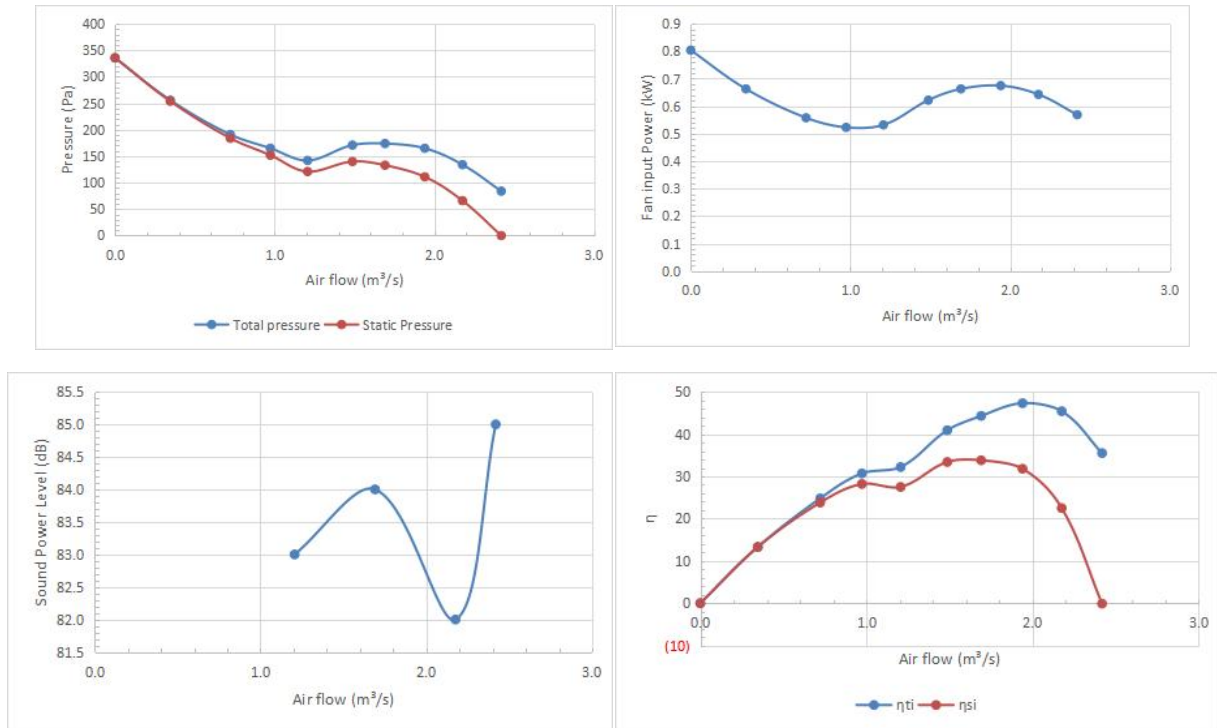 400
350
300
250
200
150
100
50
0
Pressure (Pa)
0.0 1.0 2.0 3.0
Air flow (m³/s)
Total pressure Static Pressure
0.9
0.8
0.7
0.6
0.5
0.4
0.3
0.2
0.1
0.0
Fan input Power (kW)
0.0 1.0 2.0 3.0
Air flow (m³/s)
85.5
85.0
84.5
84.0
83.5
83.0
82.5
82.0
81.5
Sound Power Level (dB)
0.0 1.0 2.0 3.0
Air flow (m³/s)
50
40
30
20
10
0
(10)
η
0.0 1.0 2.0 3.0
Air flow (m³/s)
ηti ηsi